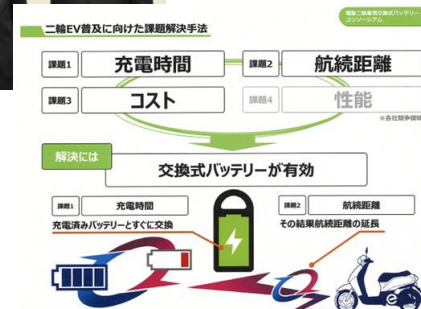 電動二輪車用交換式バッテリー
コンソーシアム
二輪EV普及に向けた課題解決手法
課題1 充電時間 課題2 航続距離
課題3 コスト 課題4 性能
※各社競争領域
解決には
交換式バッテリーが有効
課題1 充電時間 課題2 航続距離
充電済みバッテリーとすぐに交換 その結果航続距離の延長